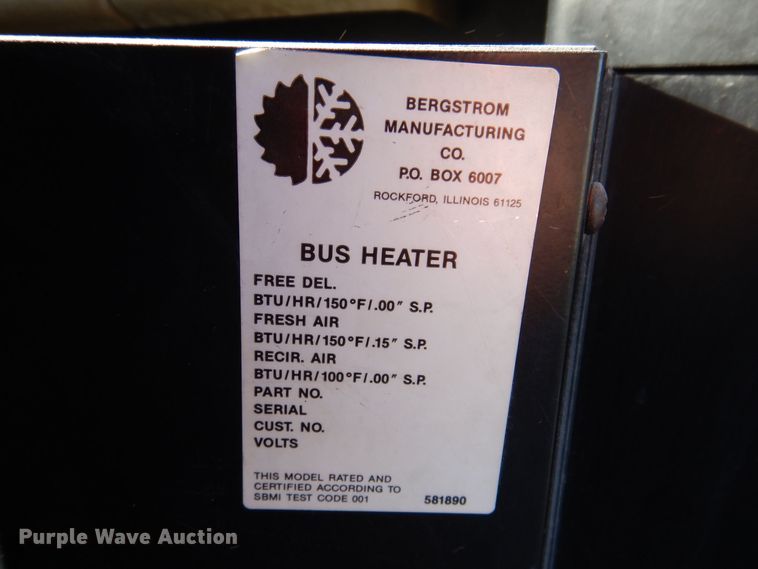 BERGSTROM
MANUFACTURING
CO.
P.O. BOX 6007
ROCKFORD, ILLINOIS 61125
BUS HEATER
FREE DEL.
BTU/HR/150°F/.00" S.P.
FRESH AIR
BTU/HR/150°F/.15" S.P.
RECIR. AIR
BTU/HR/100°F/.00" S.P.
PART NO.
SERIAL
CUST. NO.
VOLTS
THIS MODEL RATED AND
CERTIFIED ACCORDING TO
SBMI TEST CODE 001 581890
Purple Wave Auction